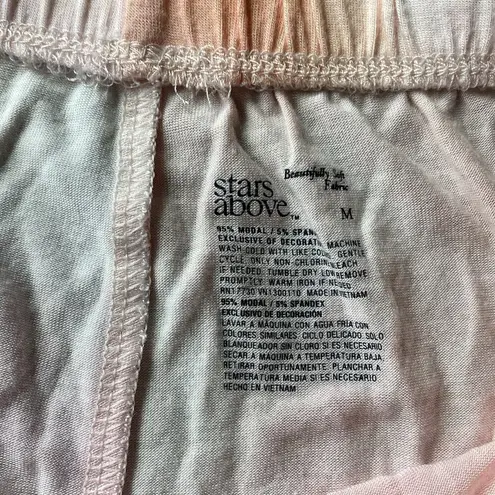 Beautifully Soft
Fabric
stars
above™
M
95% MODAL / 5% SPANDEX
EXCLUSIVE OF DECORATION MACHINE
WASH COLD WITH LIKE COLORS GENTLE
CYCLE. ONLY NON-CHLORINE BLEACH
IF NEEDED. TUMBLE DRY LOW REMOVE
PROMPTLY. WARM IRON IF NEEDED.
RN17730 VN1300110 MADE IN VIETNAM
95% MODAL / 5% SPANDEX
EXCLUSIVO DE DECORACIÓN
LAVAR A MÁQUINA CON AGUA FRÍA CON
COLORES SIMILARES. CICLO DELICADO. SOLO
BLANQUEADOR SIN CLORO SI ES NECESARIO
SECAR A MÁQUINA A TEMPERATURA BAJA.
RETIRAR OPORTUNAMENTE. PLANCHAR A
TEMPERATURA MEDIA SI ES NECESARIO
HECHO EN VIETNAM